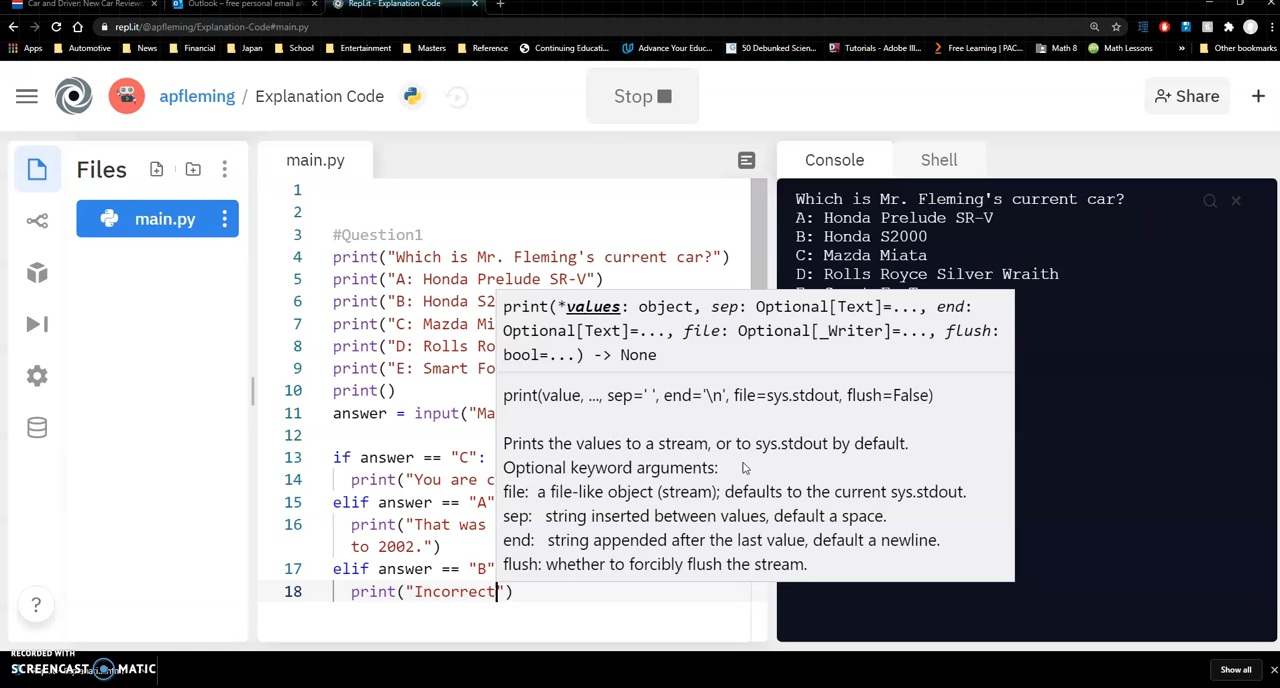 Car and Driver: New Car Reviews
Outlook – free personal email an
Repl.it - Explanation Code
repl.it/@apfleming/Explanation-Code#main.py
Apps Automotive News Financial Japan School Entertainment Masters Reference Continuing Educati... Advance Your Educ... 50 Debunked Scien... Tutorials - Adobe Ill... Free Learning | PAC... Math 8 Math Lessons » Other bookmarks
apfleming / Explanation Code
Stop
Share
Files
main.py
main.py
Console
Shell
1
2
3 #Question1
4 print("Which is Mr. Fleming's current car?")
5 print("A: Honda Prelude SR-V")
6 print("B: Honda S2
7 print("C: Mazda Mi
8 print("D: Rolls Ro
9 print("E: Smart Fo
10 print()
11 answer = input("Ma
12
13 if answer == "C":
14 print("You are c
15 elif answer == "A"
16 print("That was
to 2002.")
17 elif answer == "B"
18 print("Incorrect")
print(*values: object, sep: Optional[Text]=..., end:
Optional[Text]=..., file: Optional[_Writer]=..., flush:
bool=...) -> None
print(value, ..., sep=' ', end='\n', file=sys.stdout, flush=False)
Prints the values to a stream, or to sys.stdout by default.
Optional keyword arguments:
file: a file-like object (stream); defaults to the current sys.stdout.
sep: string inserted between values, default a space.
end: string appended after the last value, default a newline.
flush: whether to forcibly flush the stream.
Which is Mr. Fleming's current car?
A: Honda Prelude SR-V
B: Honda S2000
C: Mazda Miata
D: Rolls Royce Silver Wraith
?
RECORDED WITH
SCREENCAST MATIC
Show all